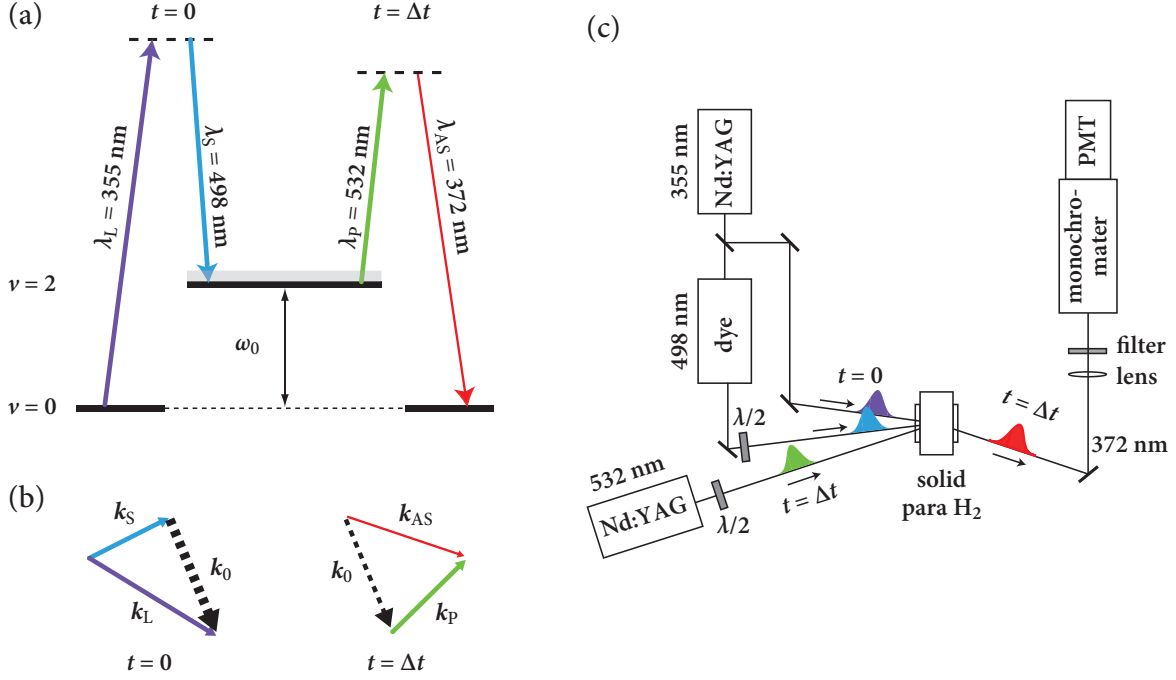 (a)
t = 0
t = Δt
λL = 355 nm
λS = 498 nm
λP = 532 nm
λAS = 372 nm
v = 2
ω0
v = 0
(b)
kS
k0
kL
t = 0
kAS
k0
kP
t = Δt
(c)
355 nm
Nd:YAG
498 nm
dye
λ/2
532 nm
Nd:YAG
λ/2
t = 0
t = Δt
solid
para H2
t = Δt
372 nm
PMT
monochro-
mater
filter
lens